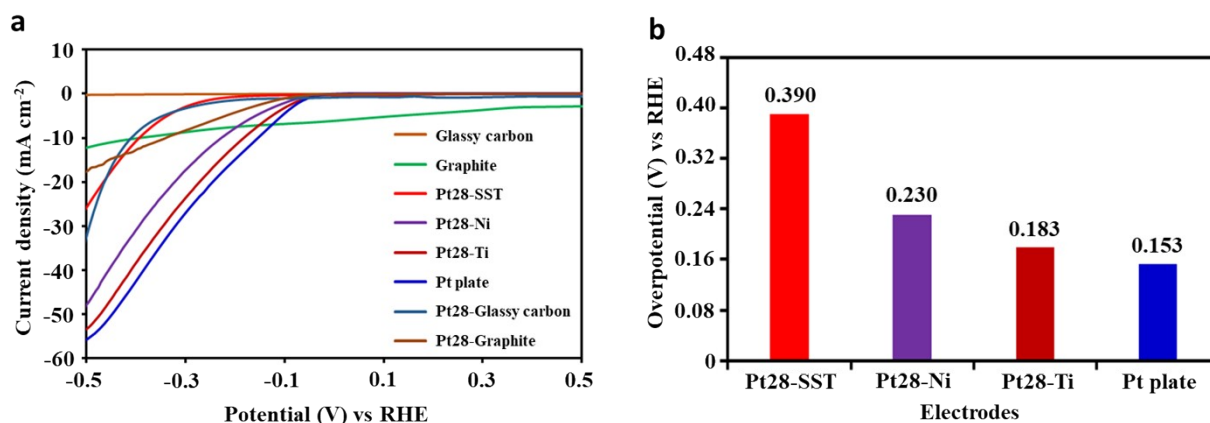 a
10
0
-10
-20
-30
-40
-50
-60
Current density (mA cm⁻²)
-0.5
-0.3
-0.1
0.1
0.3
0.5
Potential (V) vs RHE
Glassy carbon
Graphite
Pt28-SST
Pt28-Ni
Pt28-Ti
Pt plate
Pt28-Glassy carbon
Pt28-Graphite
b
0.48
0.40
0.32
0.24
0.16
0.08
0
Overpotential (V) vs RHE
0.390
0.230
0.183
0.153
Pt28-SST
Pt28-Ni
Pt28-Ti
Pt plate
Electrodes